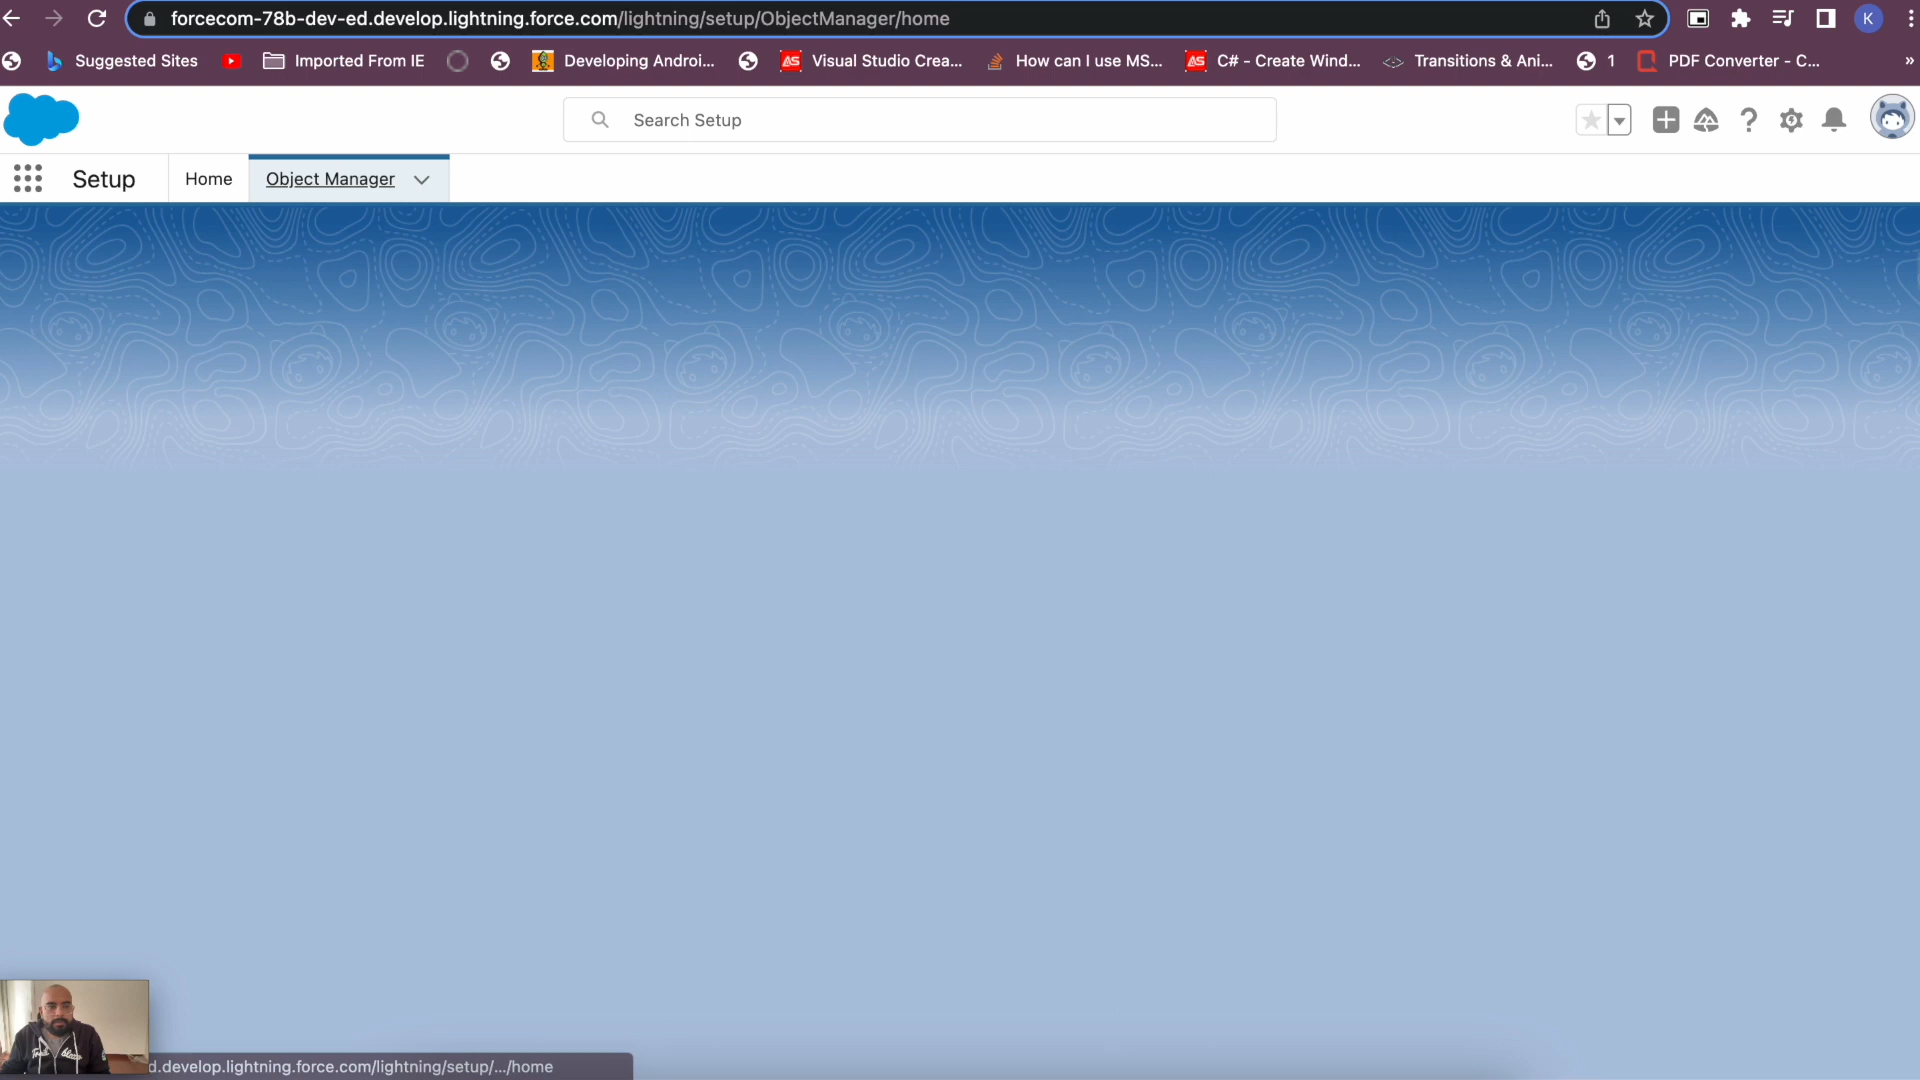 forcecom-78b-dev-ed.develop.lightning.force.com/lightning/setup/ObjectManager/home
K
Suggested Sites
Imported From IE
Developing Androi...
Visual Studio Crea...
How can I use MS...
C# - Create Wind...
Transitions & Ani...
1
PDF Converter - C...
»
Search Setup
Setup
Home
Object Manager
d.develop.lightning.force.com/lightning/setup/.../home